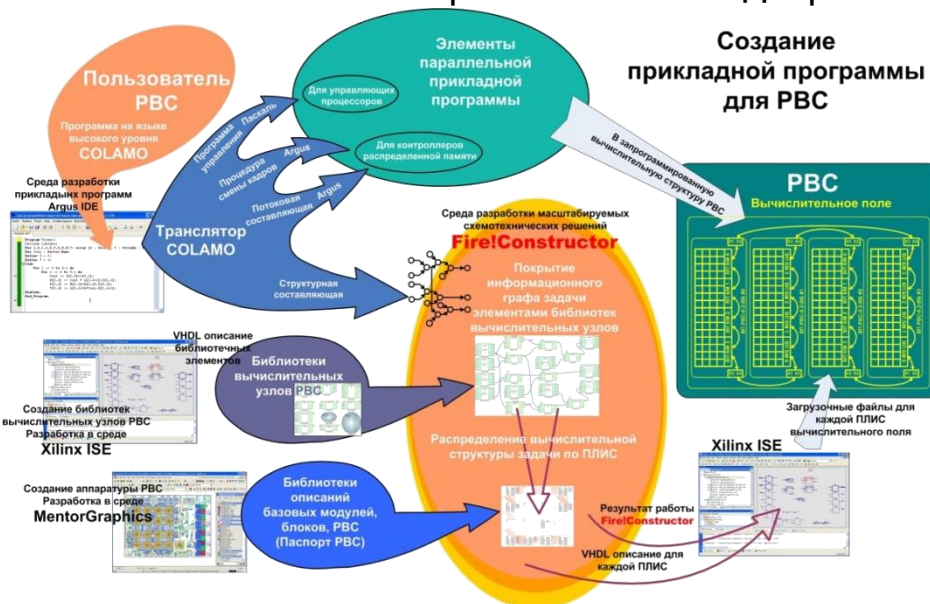 Создание
прикладной программы
для РВС
Пользователь
РВС
Программа на языке
высокого уровня
COLAMO
Среда разработки
прикладных программ
Argus IDE
Транслятор
COLAMO
Программа
управления
Паскаль
Процедура
смены кадров
Argus
Потоковая
составляющая
Argus
Структурная
составляющая
Элементы
параллельной
прикладной
программы
Для управляющих
процессоров
Для контроллеров
распределенной памяти
В запрограммированную
вычислительную структуру РВС
РВС
Вычислительное поле
Среда разработки масштабируемых
схемотехнических решений
Fire!Constructor
Покрытие
информационного
графа задачи
элементами библиотек
вычислительных узлов
Распределение вычислительной
структуры задачи по ПЛИС
VHDL описание
библиотечных
элементов
Библиотеки
вычислительных
узлов РВС
Создание библиотек
вычислительных узлов РВС
Разработка в среде
Xilinx ISE
Создание аппаратуры РВС
Разработка в среде
MentorGraphics
Библиотеки
описаний
базовых модулей,
блоков, РВС
(Паспорт РВС)
Результат работы
Fire!Constructor
VHDL описание для
каждой ПЛИС
Xilinx ISE
Загрузочные файлы для
каждой ПЛИС
вычислительного поля